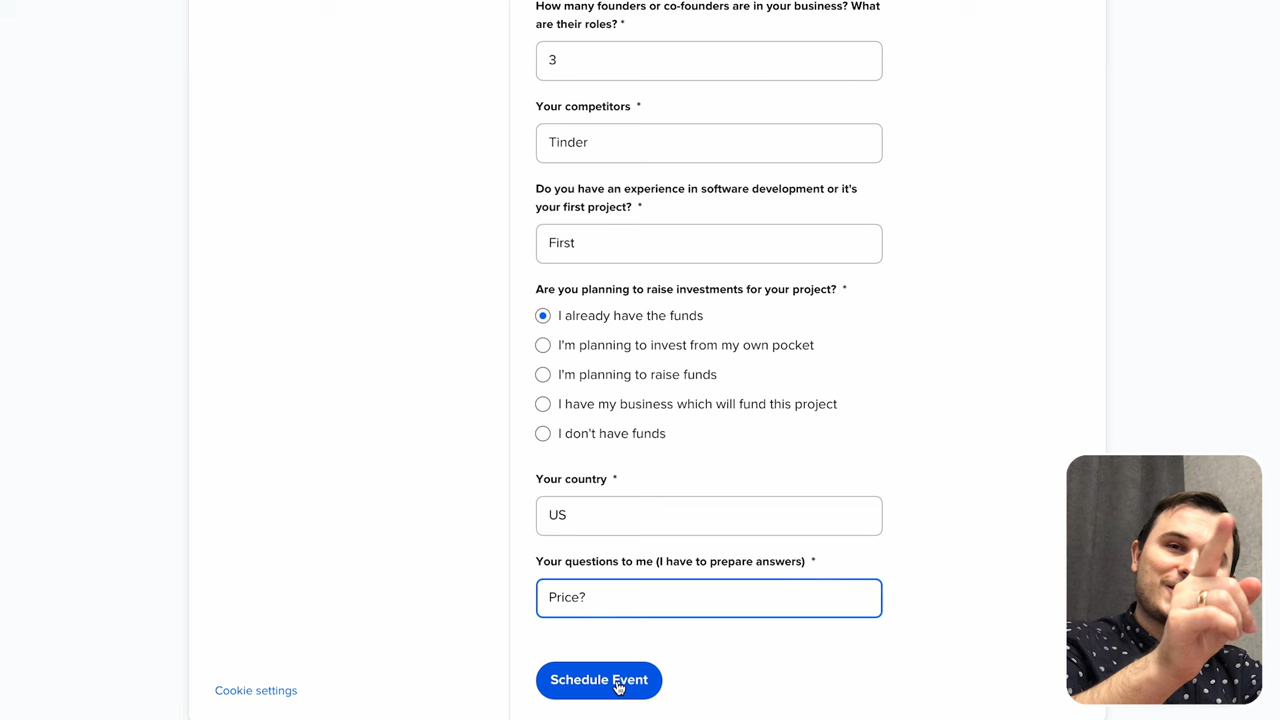 How many founders or co-founders are in your business? What
are their roles? *
3
Your competitors *
Tinder
Do you have an experience in software development or it's
your first project? *
First
Are you planning to raise investments for your project? *
I already have the funds
I'm planning to invest from my own pocket
I'm planning to raise funds
I have my business which will fund this project
I don't have funds
Your country *
US
Your questions to me (I have to prepare answers) *
Price?
Schedule Event
Cookie settings